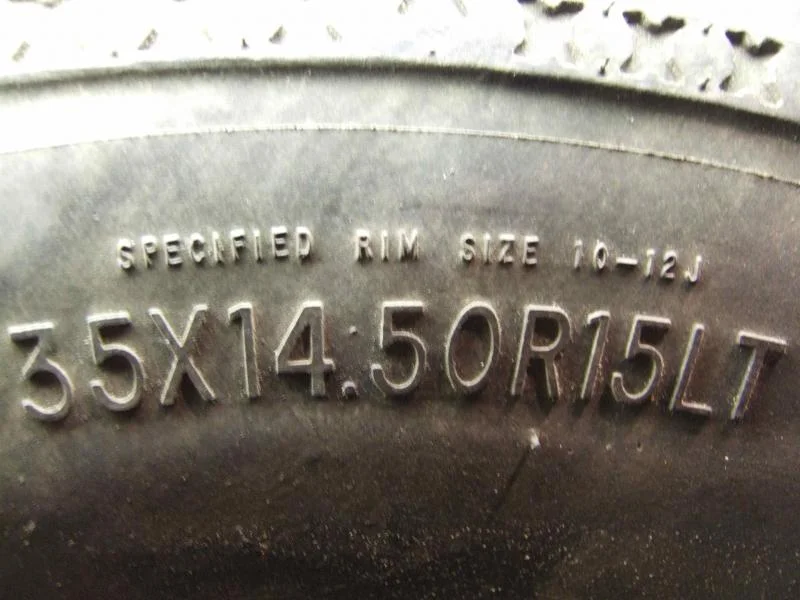 SPECIFIED RIM SIZE 10-12J
35X14.50R15LT